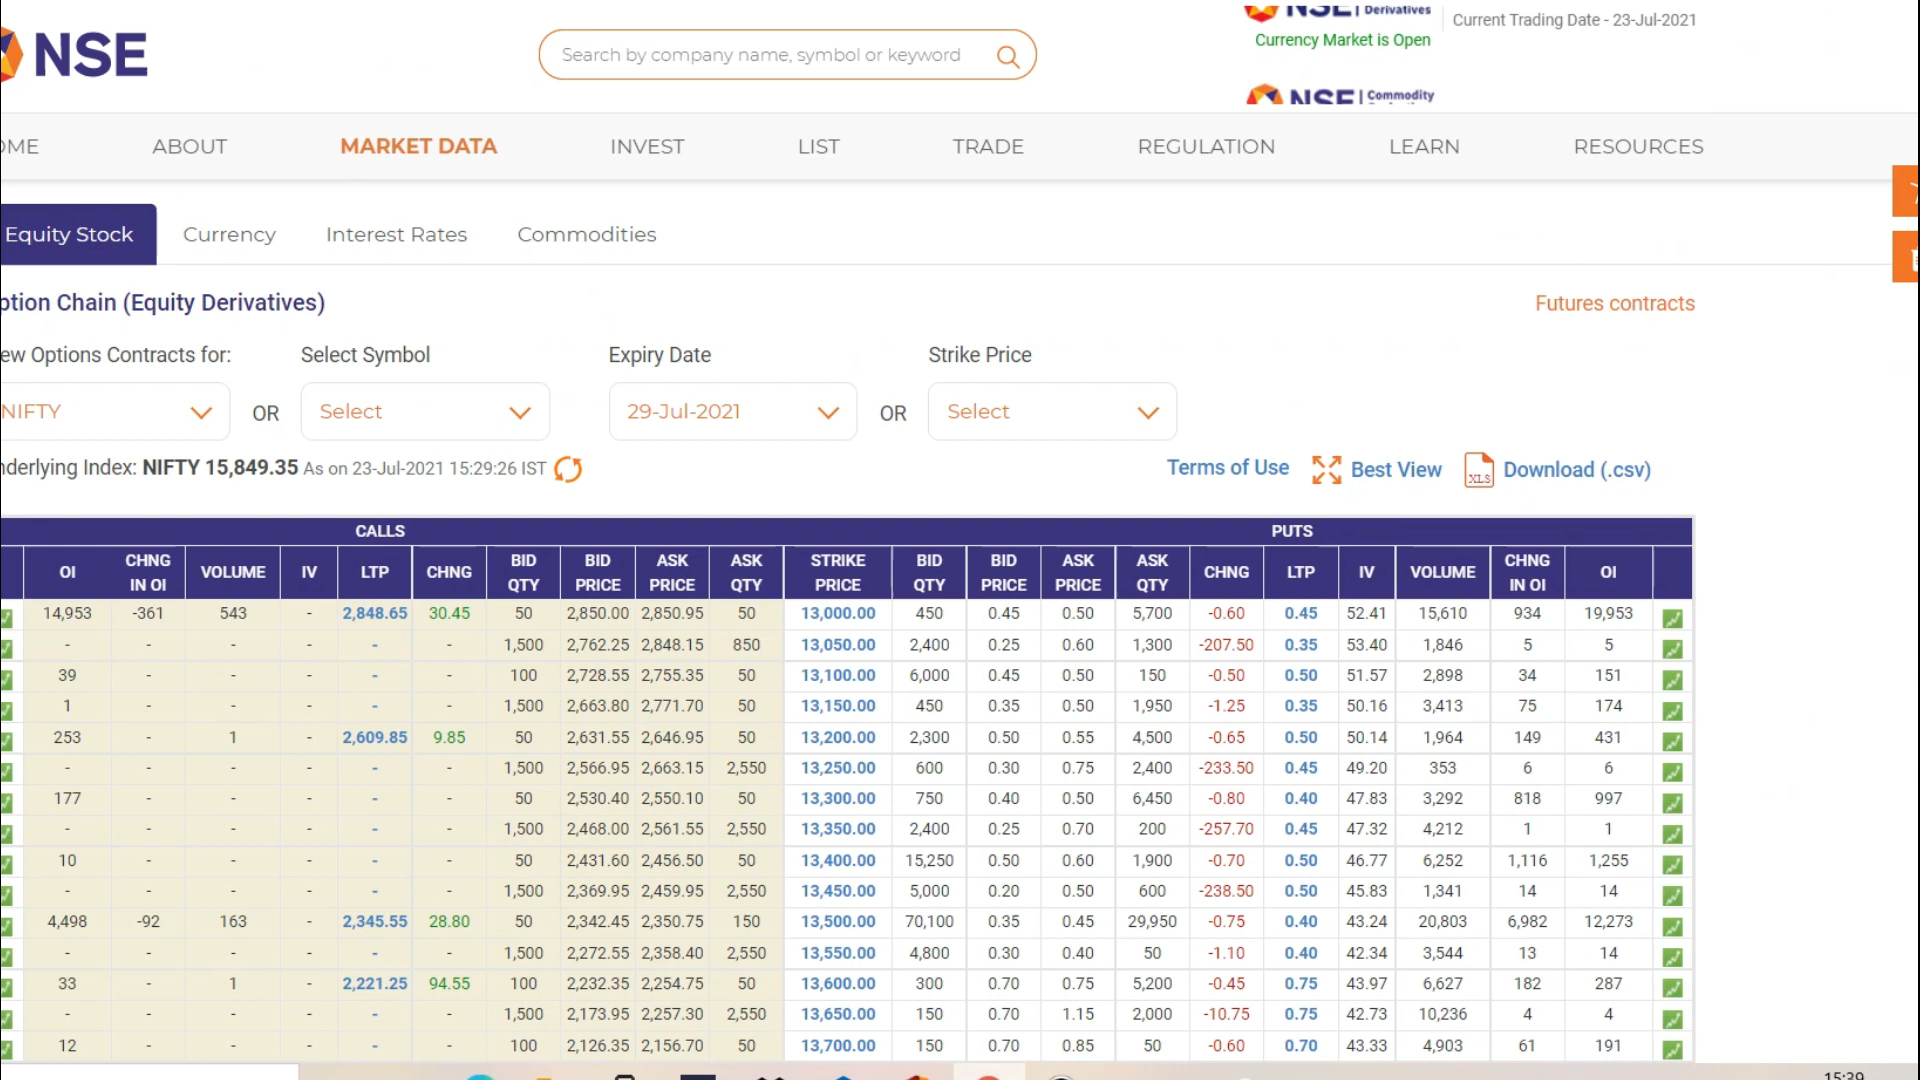 NSE
Search by company name, symbol or keyword
NSE | Derivatives
Currency Market is Open
Current Trading Date - 23-Jul-2021
NSE | Commodity
OME ABOUT MARKET DATA INVEST LIST TRADE REGULATION LEARN RESOURCES
Equity Stock Currency Interest Rates Commodities
ption Chain (Equity Derivatives) Futures contracts
ew Options Contracts for: Select Symbol Expiry Date Strike Price
NIFTY OR Select 29-Jul-2021 OR Select
nderlying Index: NIFTY 15,849.35 As on 23-Jul-2021 15:29:26 IST Terms of Use Best View XLS Download (.csv)
CALLS PUTS
OI CHNG IN OI VOLUME IV LTP CHNG BID QTY BID PRICE ASK PRICE ASK QTY STRIKE PRICE BID QTY BID PRICE ASK PRICE ASK QTY CHNG LTP IV VOLUME CHNG IN OI OI
14,953 -361 543 - 2,848.65 30.45 50 2,850.00 2,850.95 50 13,000.00 450 0.45 0.50 5,700 -0.60 0.45 52.41 15,610 934 19,953
- - - - - - 1,500 2,762.25 2,848.15 850 13,050.00 2,400 0.25 0.60 1,300 -207.50 0.35 53.40 1,846 5 5
39 - - - - - 100 2,728.55 2,755.35 50 13,100.00 6,000 0.45 0.50 150 -0.50 0.50 51.57 2,898 34 151
1 - - - - - 1,500 2,663.80 2,771.70 50 13,150.00 450 0.35 0.50 1,950 -1.25 0.35 50.16 3,413 75 174
253 - 1 - 2,609.85 9.85 50 2,631.55 2,646.95 50 13,200.00 2,300 0.50 0.55 4,500 -0.65 0.50 50.14 1,964 149 431
- - - - - - 1,500 2,566.95 2,663.15 2,550 13,250.00 600 0.30 0.75 2,400 -233.50 0.45 49.20 353 6 6
177 - - - - - 50 2,530.40 2,550.10 50 13,300.00 750 0.40 0.50 6,450 -0.80 0.40 47.83 3,292 818 997
- - - - - - 1,500 2,468.00 2,561.55 2,550 13,350.00 2,400 0.25 0.70 200 -257.70 0.45 47.32 4,212 1 1
10 - - - - - 50 2,431.60 2,456.50 50 13,400.00 15,250 0.50 0.60 1,900 -0.70 0.50 46.77 6,252 1,116 1,255
- - - - - - 1,500 2,369.95 2,459.95 2,550 13,450.00 5,000 0.20 0.50 600 -238.50 0.50 45.83 1,341 14 14
4,498 -92 163 - 2,345.55 28.80 50 2,342.45 2,350.75 150 13,500.00 70,100 0.35 0.45 29,950 -0.75 0.40 43.24 20,803 6,982 12,273
- - - - - - 1,500 2,272.55 2,358.40 2,550 13,550.00 4,800 0.30 0.40 50 -1.10 0.40 42.34 3,544 13 14
33 - 1 - 2,221.25 94.55 100 2,232.35 2,254.75 50 13,600.00 300 0.70 0.75 5,200 -0.45 0.75 43.97 6,627 182 287
- - - - - - 1,500 2,173.95 2,257.30 2,550 13,650.00 150 0.70 1.15 2,000 -10.75 0.75 42.73 10,236 4 4
12 - - - - - 100 2,126.35 2,156.70 50 13,700.00 150 0.70 0.85 50 -0.60 0.70 43.33 4,903 61 191
15:39